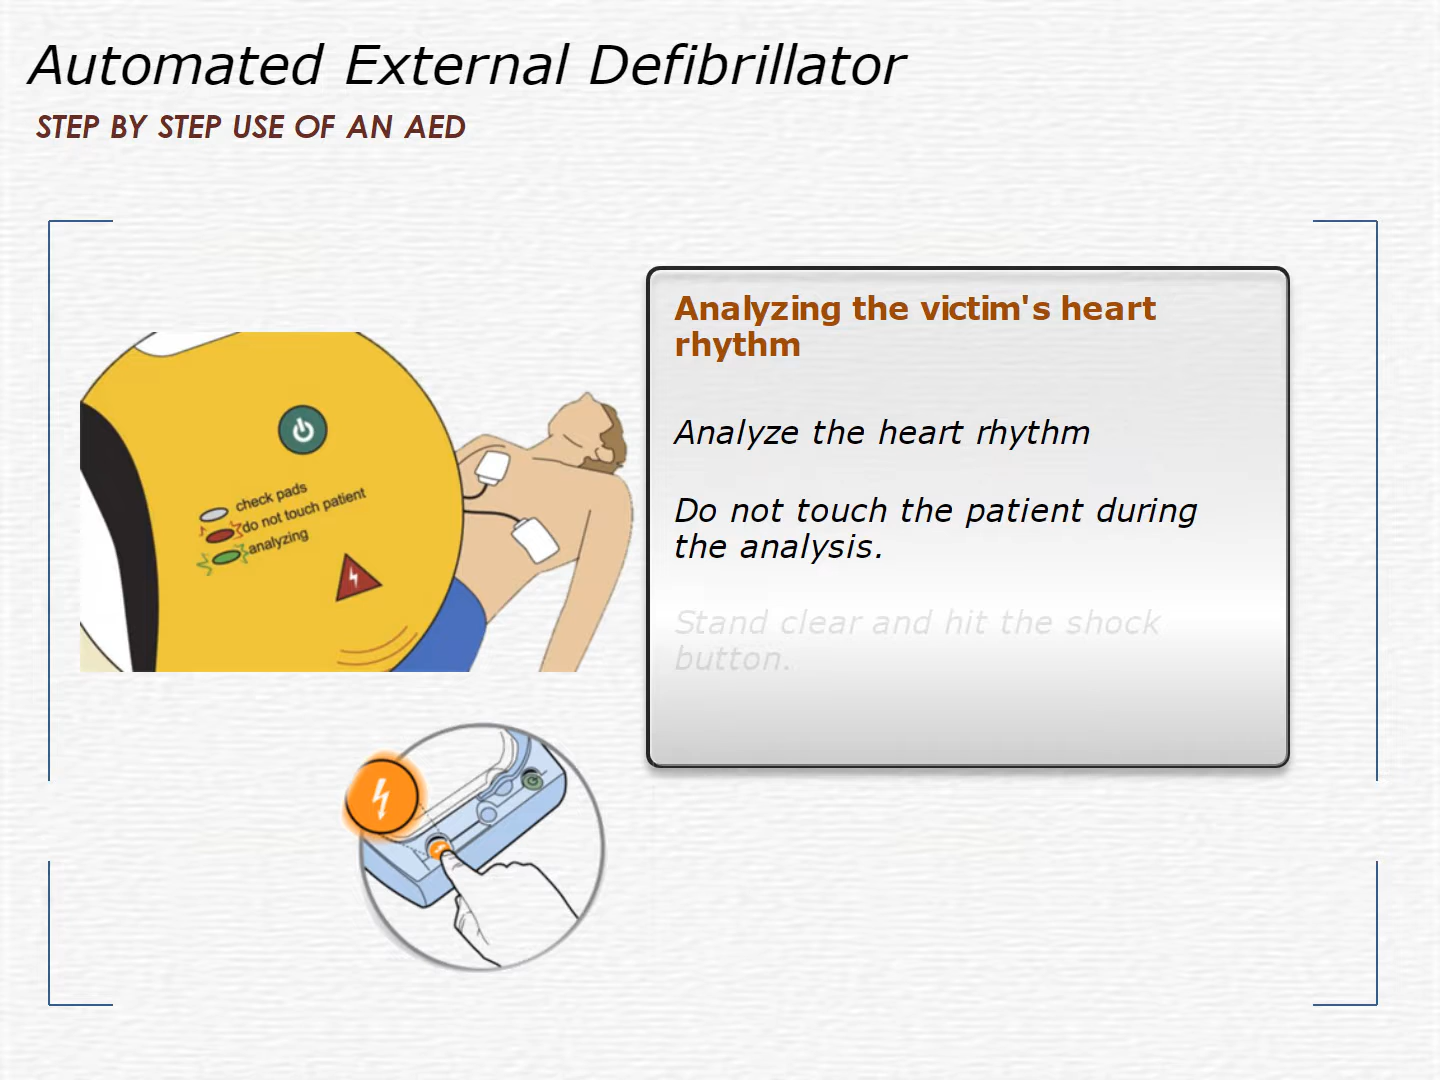 Automated External Defibrillator
STEP BY STEP USE OF AN AED
Analyzing the victim's heart
rhythm
Analyze the heart rhythm
Do not touch the patient during
the analysis.
Stand clear and hit the shock
button.
check pads
do not touch patient
analyzing